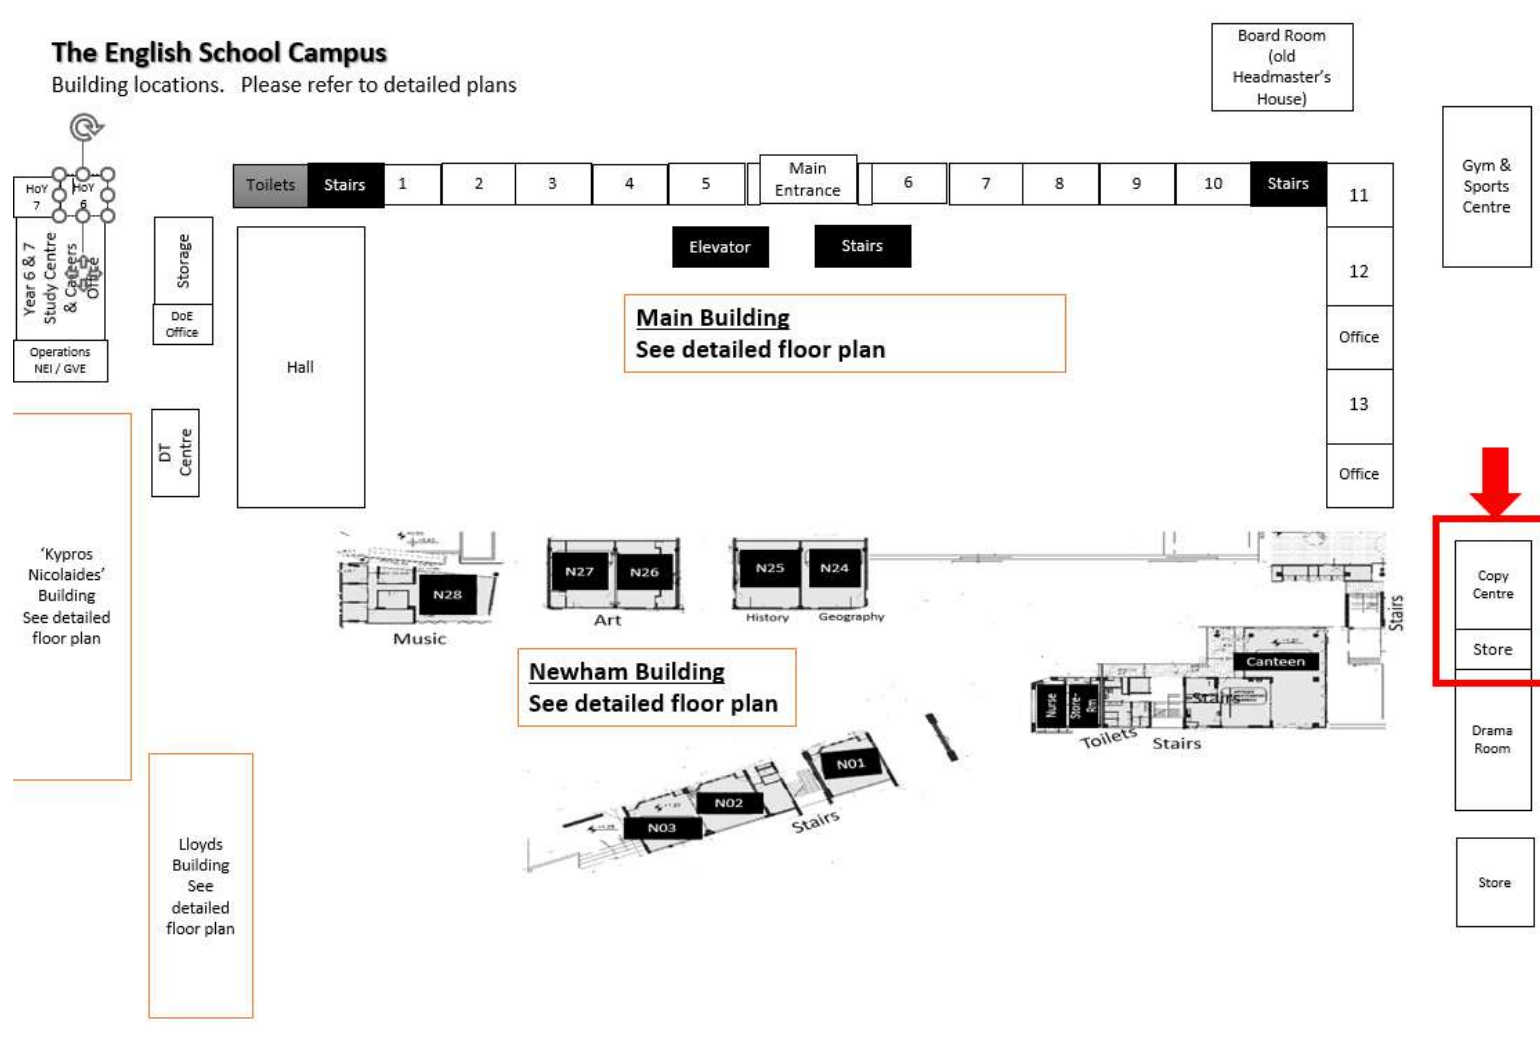 The English School Campus
Building locations.   Please refer to detailed plans
Board Room
(old
Headmaster's
House)
Gym &
Sports
Centre
Toilets
Stairs
1
2
3
4
5
Main
Entrance
6
7
8
9
10
Stairs
11
12
Office
13
Office
HoY
7
HoY
6
Year 6 & 7
Study Centre
& Careers
Office
Operations
NEI / GVE
Storage
DoE
Office
DT
Centre
Hall
Elevator
Stairs
Main Building
See detailed floor plan
'Kypros
Nicolaides'
Building
See detailed
floor plan
N28
Music
N27
N26
Art
N25
N24
History
Geography
Stairs
Copy
Centre
Store
Drama
Room
Store
Newham Building
See detailed floor plan
Canteen
Stairs
Nurse
Store-
Rm
Toilets
Stairs
N01
N02
N03
Stairs
Lloyds
Building
See
detailed
floor plan